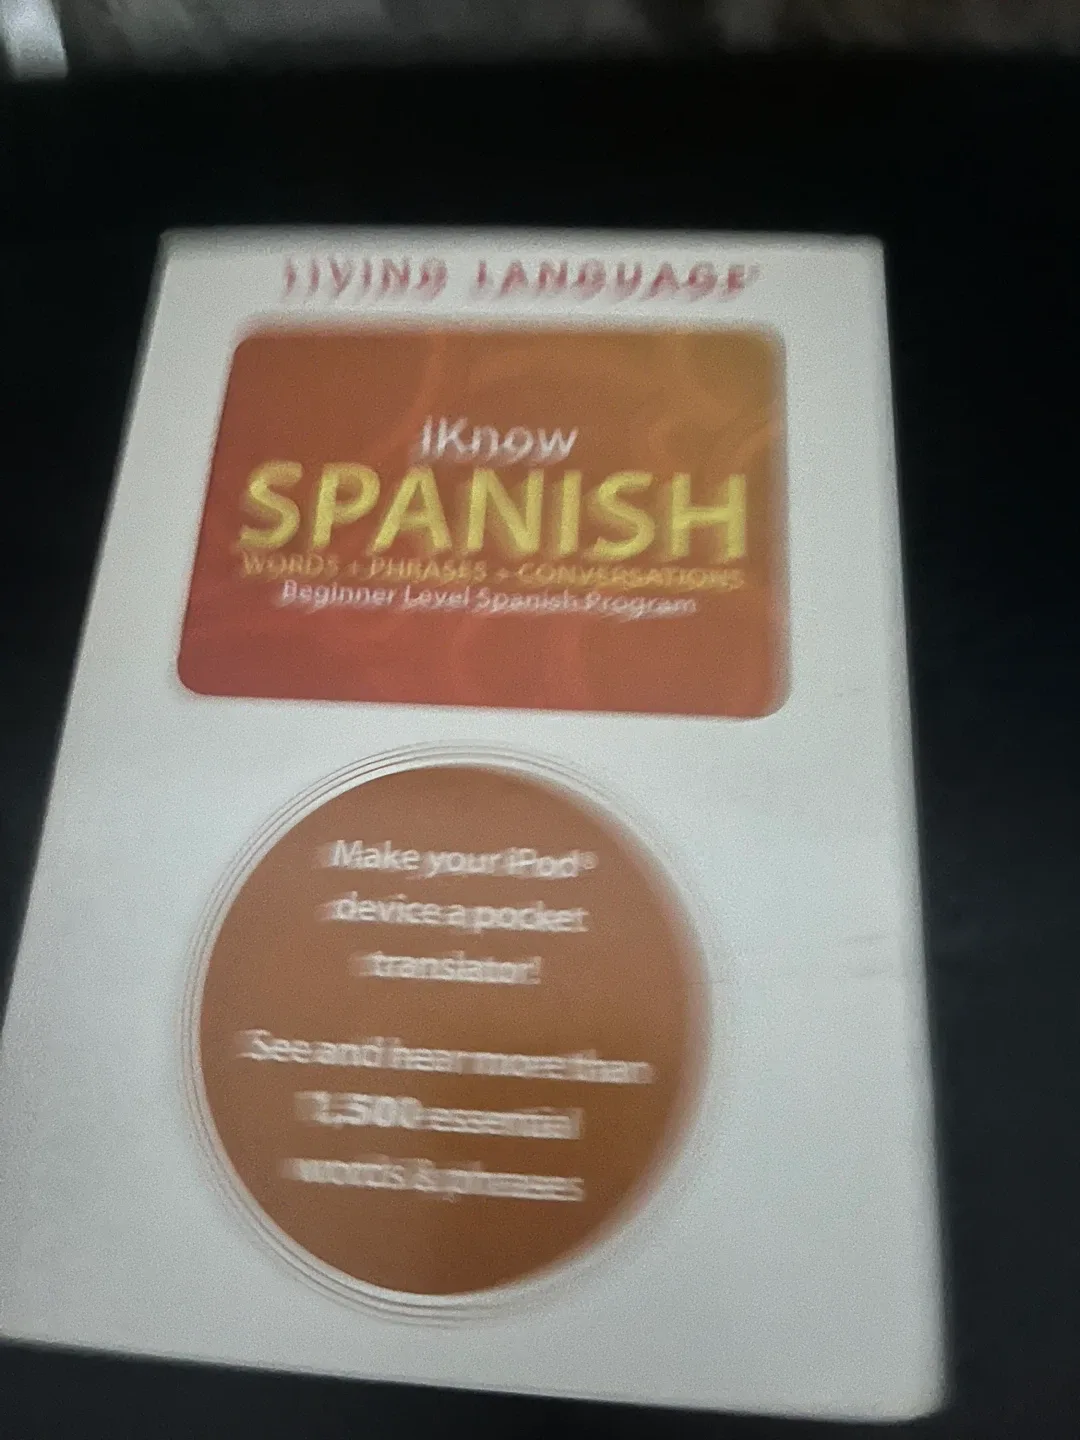 LIVING LANGUAGE®
iKnow
SPANISH
WORDS + PHRASES + CONVERSATIONS
Beginner Level Spanish Program
Make your iPod®
device a pocket
translator!
See and hear more than
1,500 essential
words & phrases